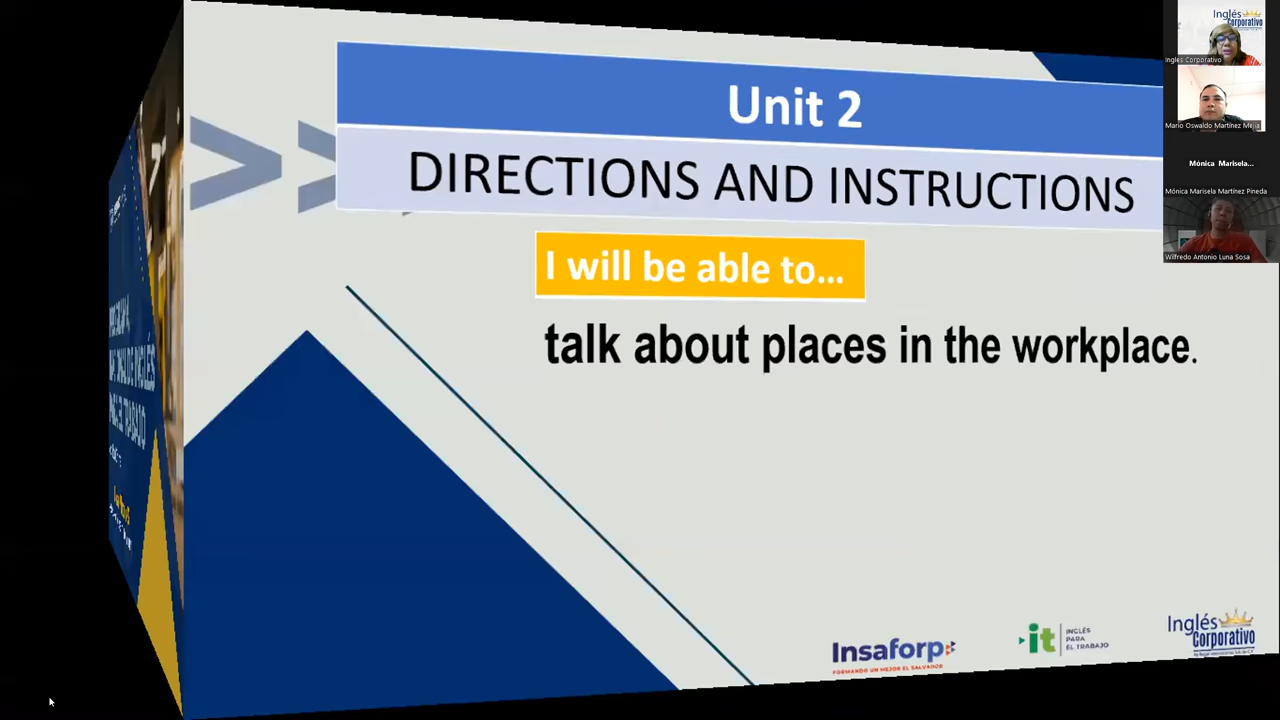 Unit 2
DIRECTIONS AND INSTRUCTIONS
I will be able to...
talk about places in the workplace.
Insaforp
FORMANDO UN MEJOR EL SALVADOR
it
INGLÉS
PARA
EL TRABAJO
Inglés
Corporativo
Inglés
Corporativo
Ingles Corporativo
Mario Oswaldo Martínez Mejía
Mónica Marisela...
Mónica Marisela Martínez Pineda
Wilfredo Antonio Luna Sosa